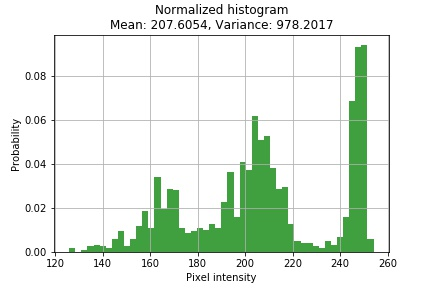 Normalized histogram
Mean: 207.6054, Variance: 978.2017
0.08
0.06
0.04
0.02
0.00
Probability
120 140 160 180 200 220 240 260
Pixel intensity